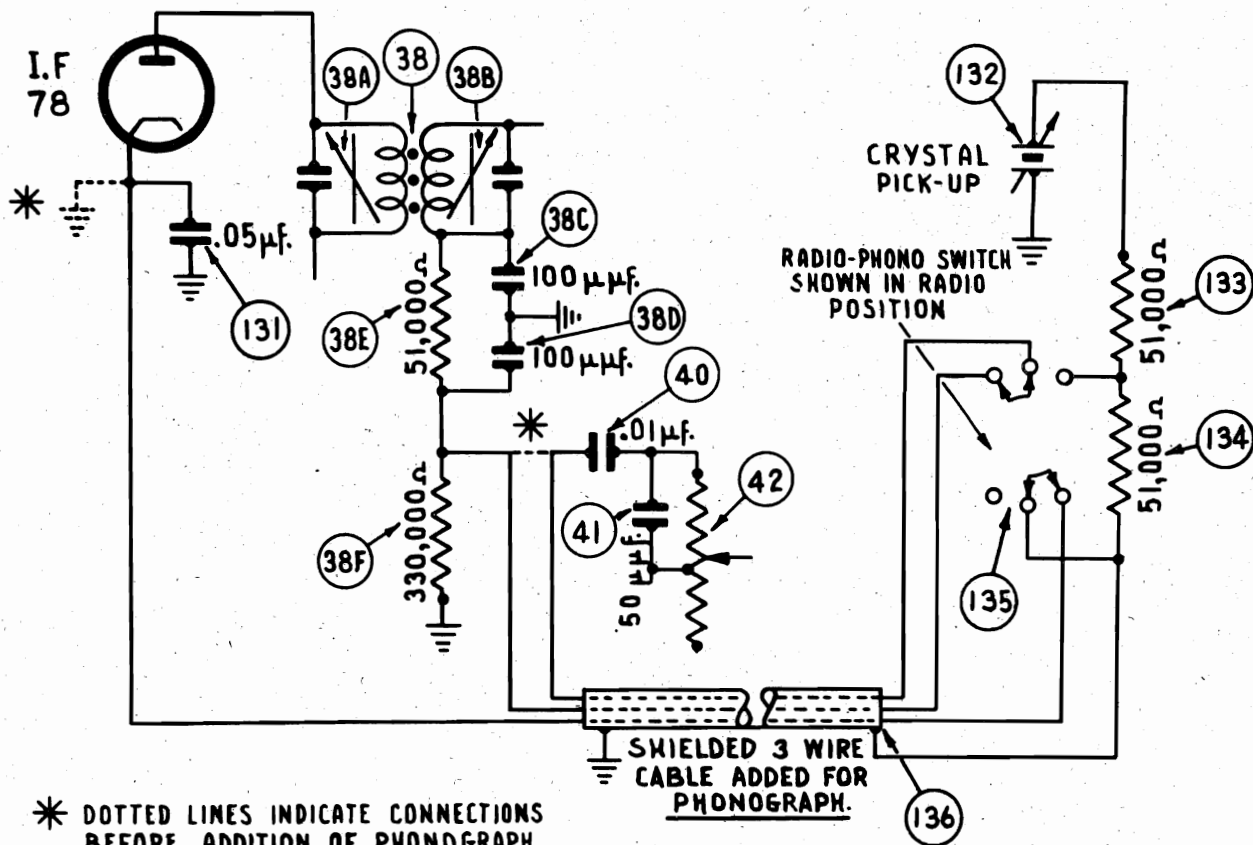 I.F
78
38A
38
38B
132
CRYSTAL
PICK-UP
.05µf.
131
38C
100 µµf.
38E
51,000Ω
38D
100 µµf.
RADIO-PHONO SWITCH
SHOWN IN RADIO
POSITION
133
51,000Ω
134
51,000Ω
40
.01µf.
42
41
50 µµf.
38F
330,000Ω
135
SHIELDED 3 WIRE
CABLE ADDED FOR
PHONOGRAPH.
136
* DOTTED LINES INDICATE CONNECTIONS
BEFORE ADDITION OF PHONOGRAPH